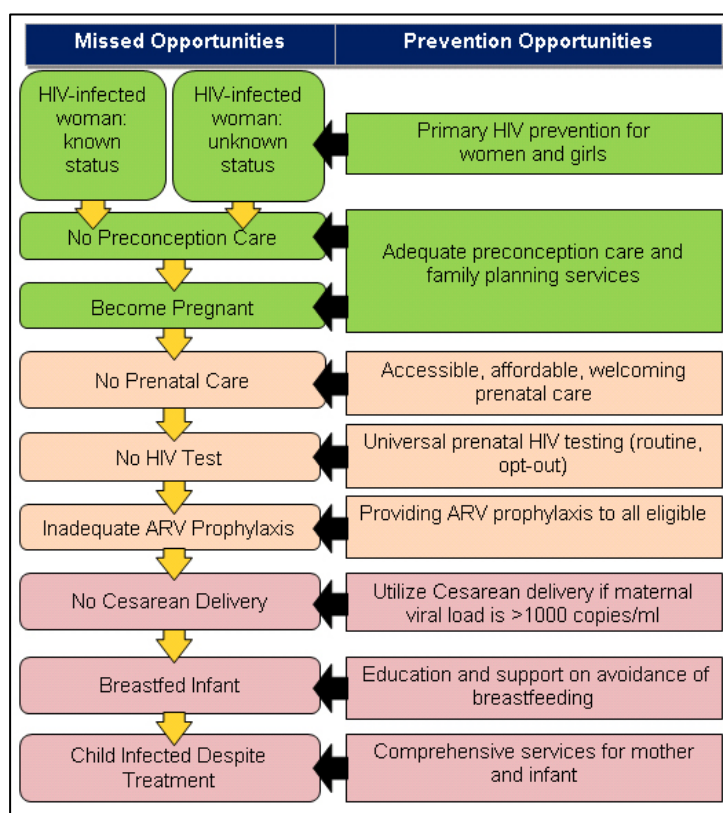 Missed Opportunities
Prevention Opportunities
HIV-infected
woman:
known
status
HIV-infected
woman:
unknown
status
Primary HIV prevention for
women and girls
No Preconception Care
Adequate preconception care and
family planning services
Become Pregnant
No Prenatal Care
Accessible, affordable, welcoming
prenatal care
No HIV Test
Universal prenatal HIV testing (routine,
opt-out)
Inadequate ARV Prophylaxis
Providing ARV prophylaxis to all eligible
No Cesarean Delivery
Utilize Cesarean delivery if maternal
viral load is >1000 copies/ml
Breastfed Infant
Education and support on avoidance of
breastfeeding
Child Infected Despite
Treatment
Comprehensive services for mother
and infant